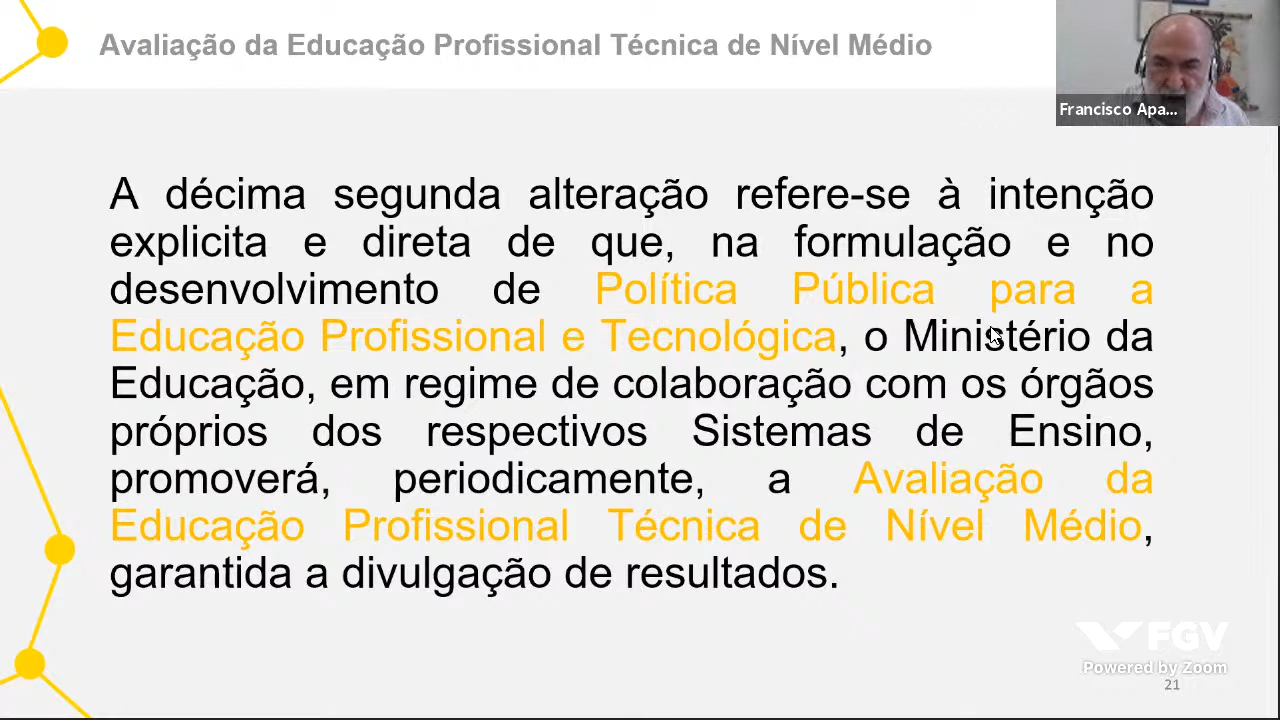 Avaliação da Educação Profissional Técnica de Nível Médio
Francisco Apa...
A décima segunda alteração refere-se à intenção
explicita e direta de que, na formulação e no
desenvolvimento de Política Pública para a
Educação Profissional e Tecnológica, o Ministério da
Educação, em regime de colaboração com os órgãos
próprios dos respectivos Sistemas de Ensino,
promoverá, periodicamente, a Avaliação da
Educação Profissional Técnica de Nível Médio,
garantida a divulgação de resultados.
FGV
Powered by Zoom
21